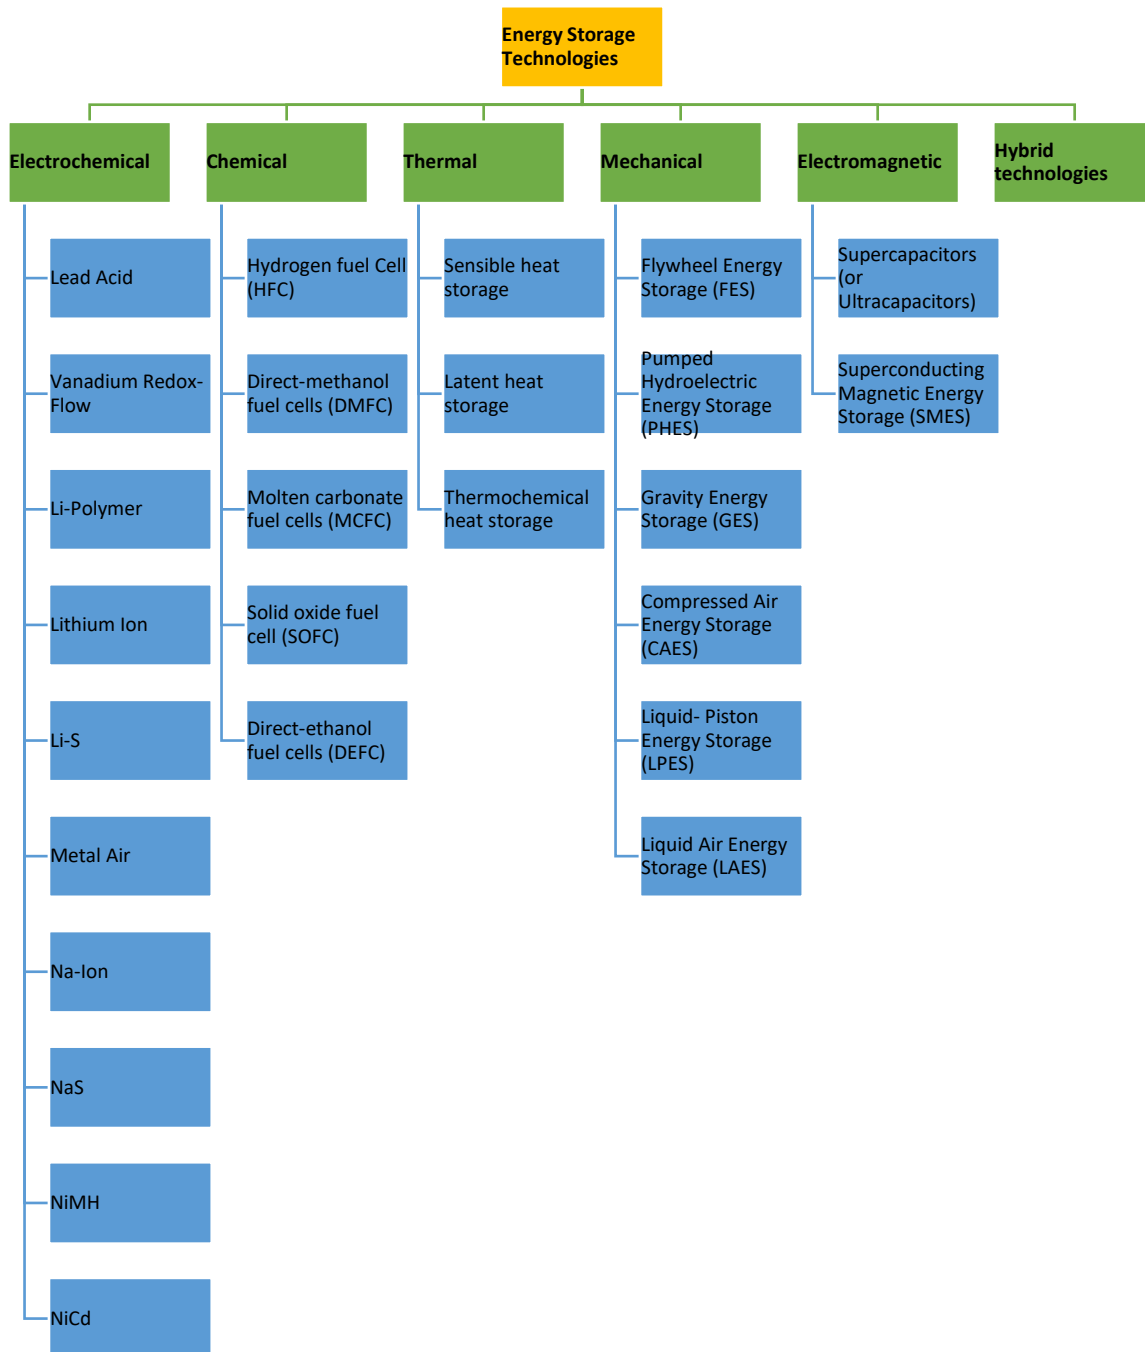 Energy Storage
Technologies
Electrochemical
Chemical
Thermal
Mechanical
Electromagnetic
Hybrid
technologies
Lead Acid
Vanadium Redox-
Flow
Li-Polymer
Lithium Ion
Li-S
Metal Air
Na-Ion
NaS
NiMH
NiCd
Hydrogen fuel Cell
(HFC)
Direct-methanol
fuel cells (DMFC)
Molten carbonate
fuel cells (MCFC)
Solid oxide fuel
cell (SOFC)
Direct-ethanol
fuel cells (DEFC)
Sensible heat
storage
Latent heat
storage
Thermochemical
heat storage
Flywheel Energy
Storage (FES)
Pumped
Hydroelectric
Energy Storage
(PHES)
Gravity Energy
Storage (GES)
Compressed Air
Energy Storage
(CAES)
Liquid- Piston
Energy Storage
(LPES)
Liquid Air Energy
Storage (LAES)
Supercapacitors
(or
Ultracapacitors)
Superconducting
Magnetic Energy
Storage (SMES)